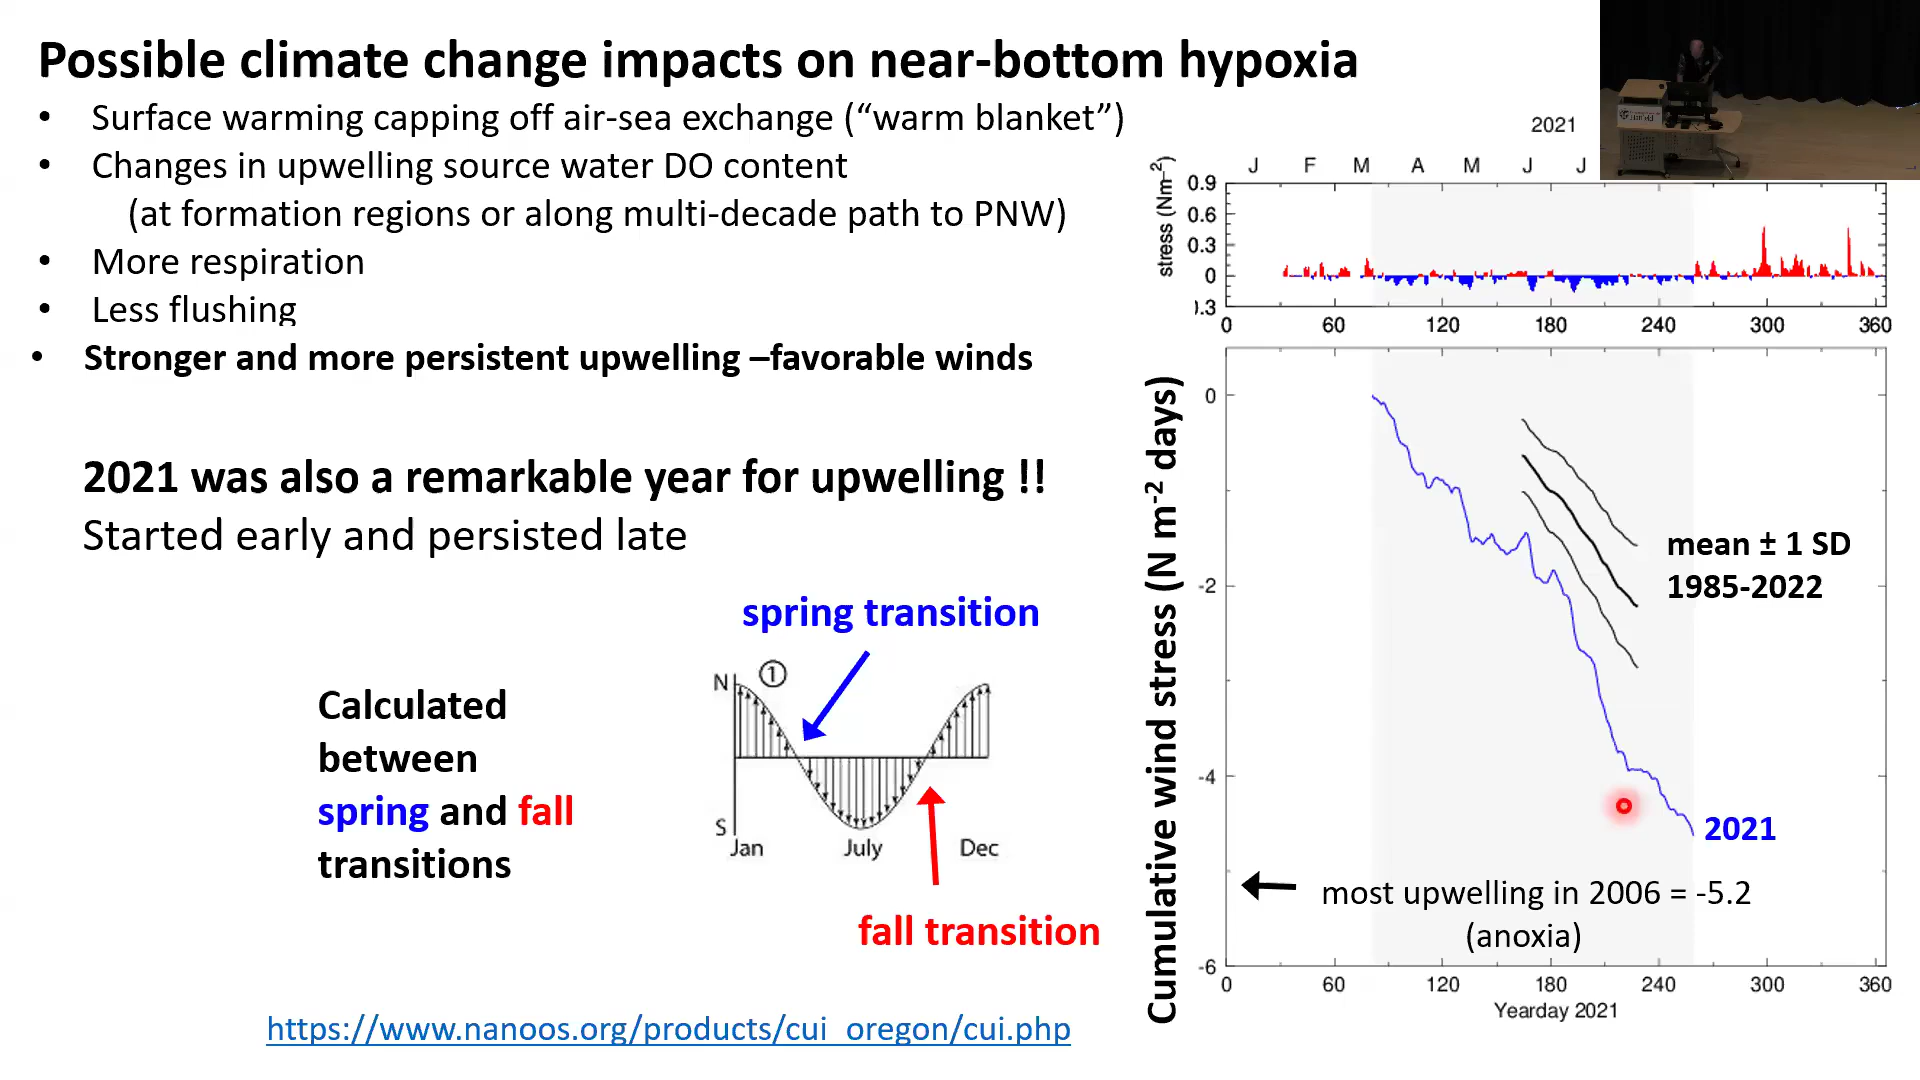 Possible climate change impacts on near-bottom hypoxia
• Surface warming capping off air-sea exchange (“warm blanket”)
• Changes in upwelling source water DO content
(at formation regions or along multi-decade path to PNW)
• More respiration
• Less flushing
• Stronger and more persistent upwelling –favorable winds
2021 was also a remarkable year for upwelling !!
Started early and persisted late
spring transition
N
①
S
Jan July Dec
fall transition
Calculated
between
spring and fall
transitions
https://www.nanoos.org/products/cui_oregon/cui.php
2021
J F M A M J J
stress (Nm–2)
0.9
0.6
0.3
0
).3
0 60 120 180 240 300 360
Cumulative wind stress (N m-2 days)
0
-2
-4
-6
mean ± 1 SD
1985-2022
2021
most upwelling in 2006 = -5.2
(anoxia)
0 60 120 180 240 300 360
Yearday 2021